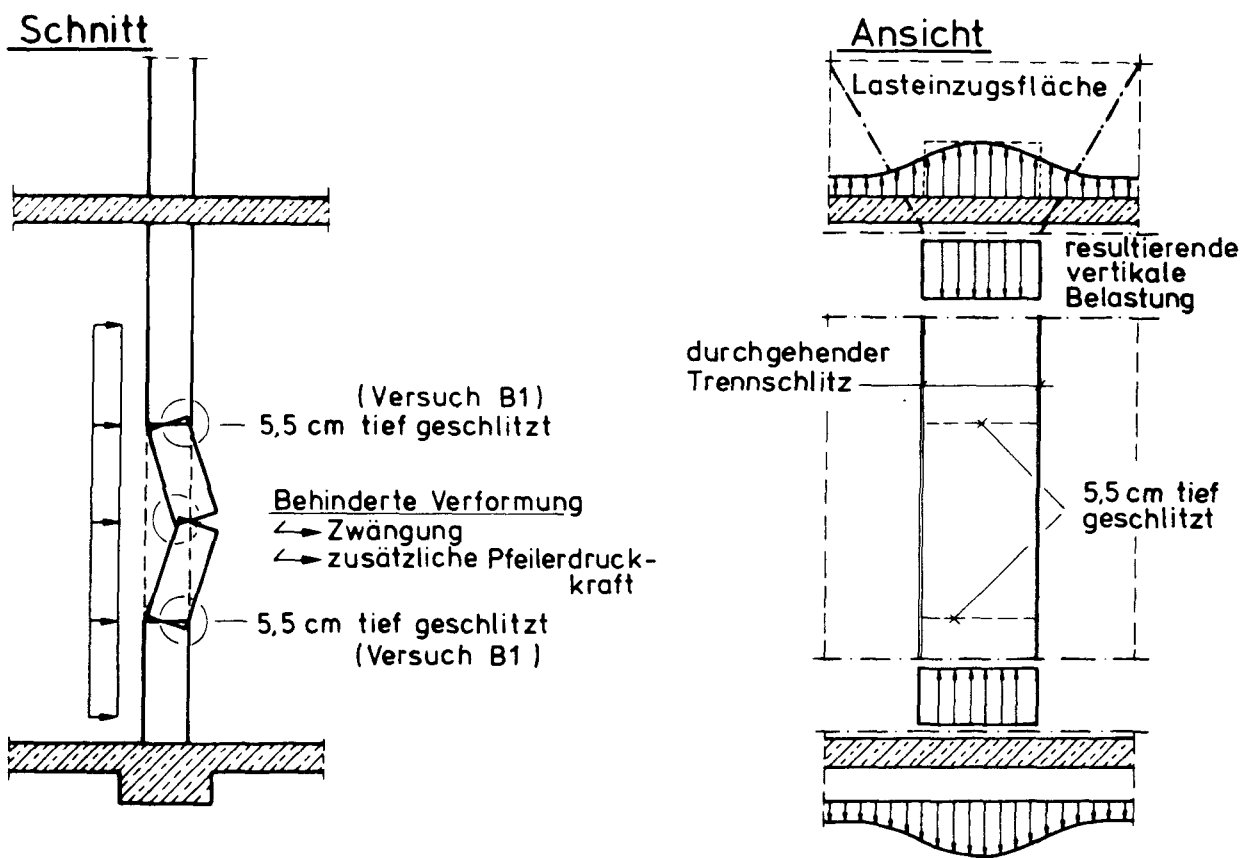 Schnitt
(Versuch B1)
5,5 cm tief geschlitzt
Behinderte Verformung
Zwängung
zusätzliche Pfeilerdruck-
kraft
5,5 cm tief geschlitzt
(Versuch B1)
Ansicht
Lasteinzugsfläche
resultierende
vertikale
Belastung
durchgehender
Trennschlitz
5,5 cm tief
geschlitzt